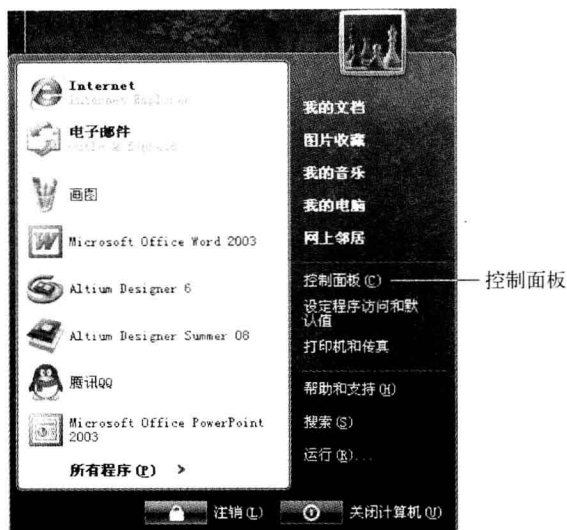 Internet
Internet Explorer
电子邮件
Outlook Express
画图
Microsoft Office Word 2003
Altium Designer 6
Altium Designer Summer 08
腾讯QQ
Microsoft Office PowerPoint
2003
所有程序(P)
我的文档
图片收藏
我的音乐
我的电脑
网上邻居
控制面板(C)
设定程序访问和默
认值
打印机和传真
帮助和支持(H)
搜索(S)
运行(R)...
控制面板
注销(L)
关闭计算机(U)